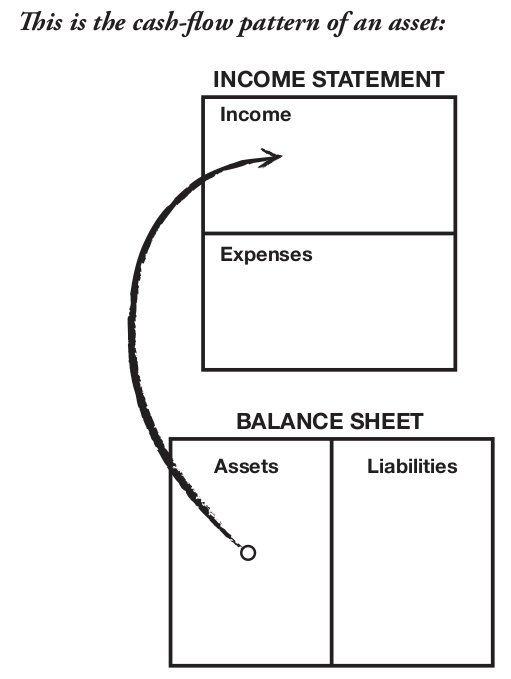 This is the cash-flow pattern of an asset:
INCOME STATEMENT
Income
Expenses
BALANCE SHEET
Assets
Liabilities